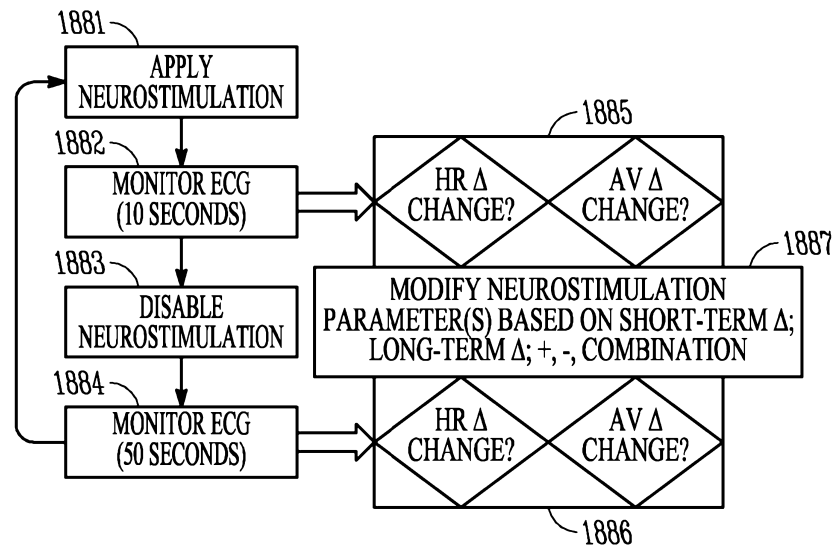 1881
APPLY
NEUROSTIMULATION
1882
MONITOR ECG
(10 SECONDS)
1883
DISABLE
NEUROSTIMULATION
1884
MONITOR ECG
(50 SECONDS)
1885
HR Δ
CHANGE?
AV Δ
CHANGE?
1887
MODIFY NEUROSTIMULATION
PARAMETER(S) BASED ON SHORT-TERM Δ;
LONG-TERM Δ; +, -, COMBINATION
HR Δ
CHANGE?
AV Δ
CHANGE?
1886